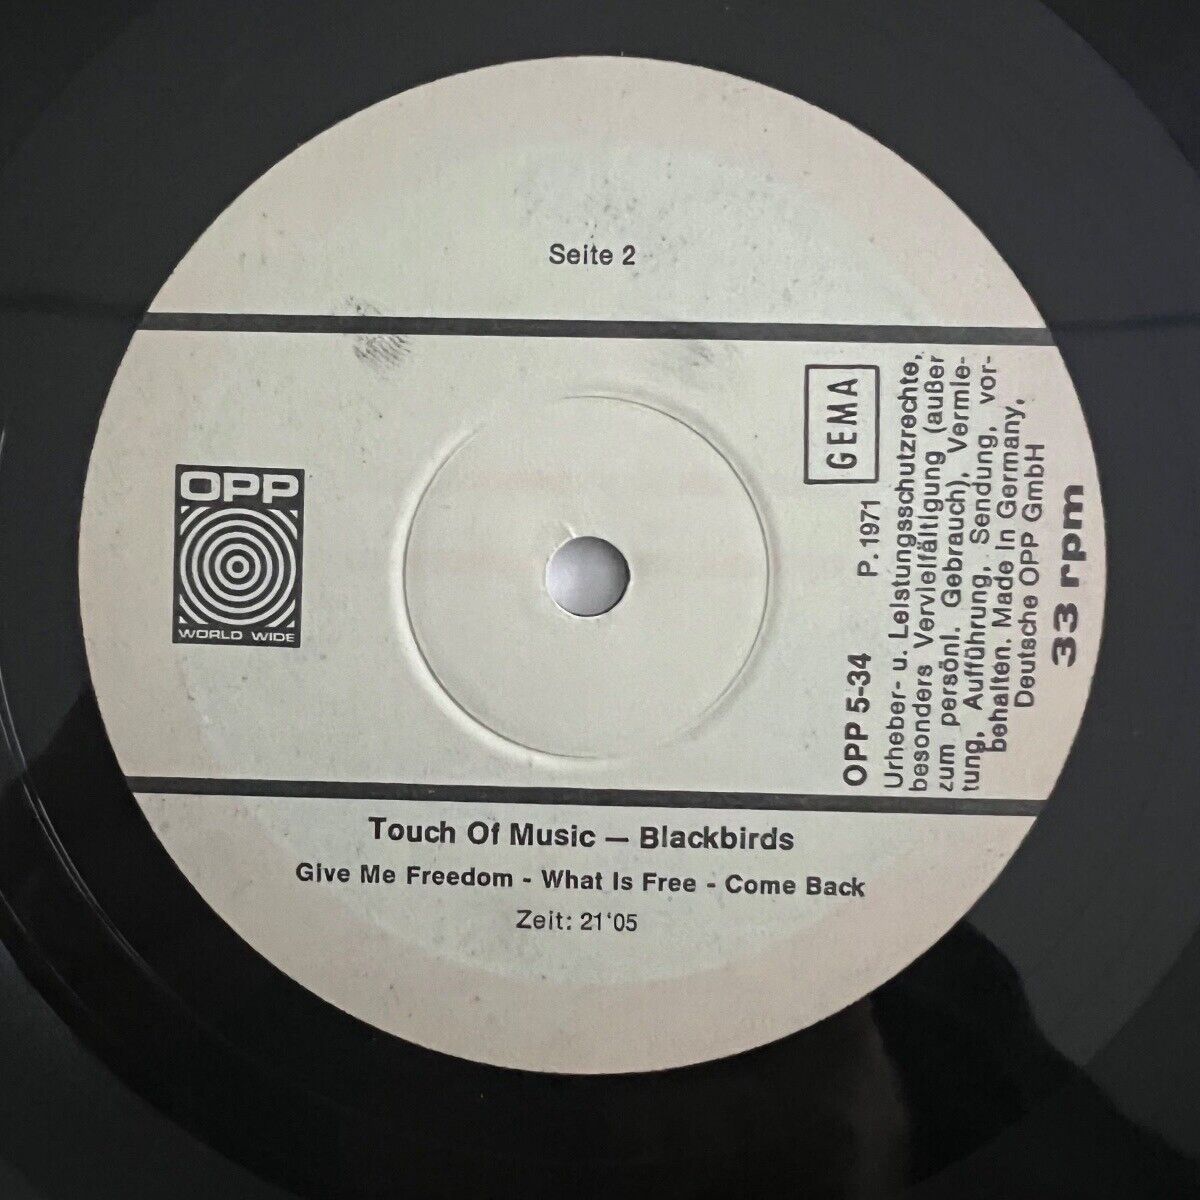 Seite 2
OPP
WORLD WIDE
GEMA
OPP 5-34 P. 1971
Urheber- u. Leistungsschutzrechte,
besonders Vervielfältigung (außer
zum persönl. Gebrauch), Vermie-
tung, Aufführung, Sendung, vor-
behalten. Made In Germany,
Deutsche OPP GmbH
33 rpm
Touch Of Music — Blackbirds
Give Me Freedom - What Is Free - Come Back
Zeit: 21'05